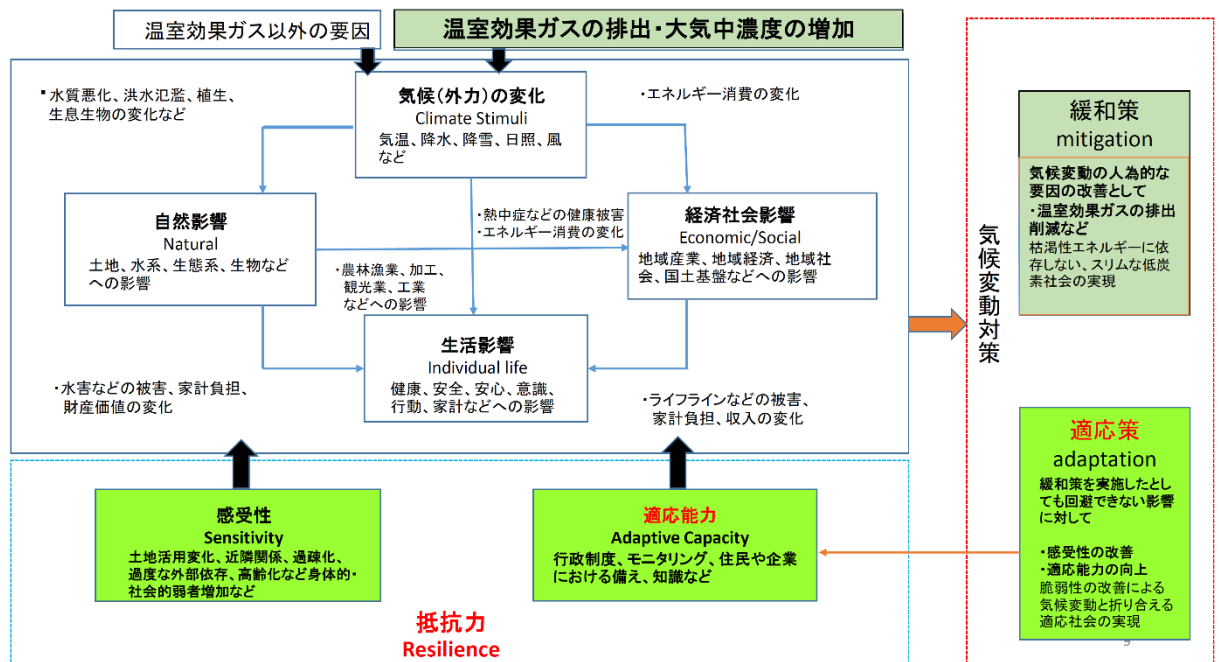 温室効果ガス以外の要因
温室効果ガスの排出・大気中濃度の増加
▪水質悪化、洪水氾濫、植生、
生息生物の変化など
気候(外力)の変化
Climate Stimuli
気温、降水、降雪、日照、風
など
・エネルギー消費の変化
自然影響
Natural
土地、水系、生態系、生物など
への影響
・熱中症などの健康被害
・エネルギー消費の変化
経済社会影響
Economic/Social
地域産業、地域経済、地域社
会、国土基盤などへの影響
・農林漁業、加工、
観光業、工業
などへの影響
生活影響
Individual life
健康、安全、安心、意識、
行動、家計などへの影響
・水害などの被害、家計負担、
財産価値の変化
・ライフラインなどの被害、
家計負担、収入の変化
感受性
Sensitivity
土地活用変化、近隣関係、過疎化、
過度な外部依存、高齢化など身体的・
社会的弱者増加など
適応能力
Adaptive Capacity
行政制度、モニタリング、住民や企業
における備え、知識など
抵抗力
Resilience
気候変動対策
緩和策
mitigation
気候変動の人為的な
要因の改善として
・温室効果ガスの排出
削減など
枯渇性エネルギーに依
存しない、スリムな低炭
素社会の実現
適応策
adaptation
緩和策を実施したとし
ても回避できない影響
に対して
・感受性の改善
・適応能力の向上
脆弱性の改善による
気候変動と折り合える
適応社会の実現
9